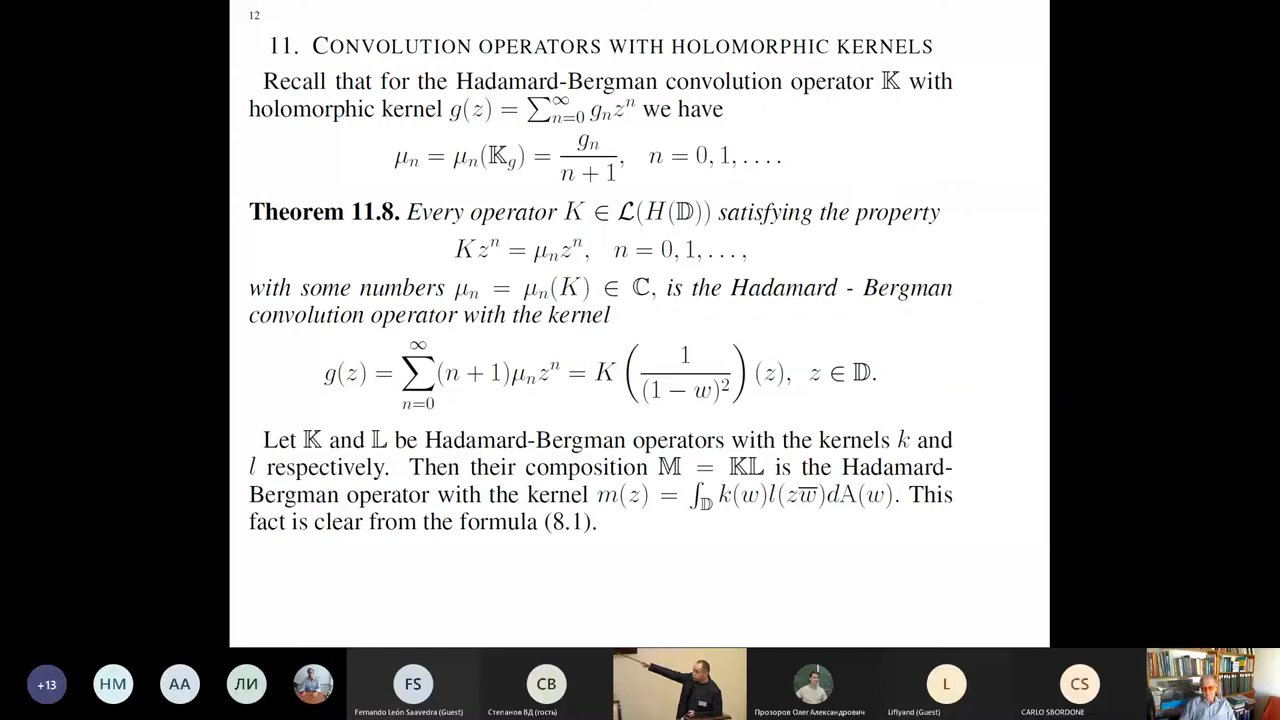 12
11. CONVOLUTION OPERATORS WITH HOLOMORPHIC KERNELS
Recall that for the Hadamard-Bergman convolution operator 𝕂 with
holomorphic kernel g(z) = ∑_{n=0}^{∞} g_n z^n we have
μ_n = μ_n(𝕂_g) = g_n/(n + 1), n = 0, 1, . . . .
Theorem 11.8. Every operator K ∈ ℒ(H(𝔻)) satisfying the property
Kz^n = μ_n z^n, n = 0, 1, . . . ,
with some numbers μ_n = μ_n(K) ∈ ℂ, is the Hadamard - Bergman
convolution operator with the kernel
g(z) = ∑_{n=0}^{∞} (n + 1)μ_n z^n = K (1/(1 − w)^2) (z), z ∈ 𝔻.
Let 𝕂 and 𝕃 be Hadamard-Bergman operators with the kernels k and
l respectively. Then their composition 𝕄 = 𝕂𝕃 is the Hadamard-
Bergman operator with the kernel m(z) = ∫_𝔻 k(w)l(zw̅)dA(w). This
fact is clear from the formula (8.1).
+13
НМ
АА
ЛИ
FS
Fernando León Saavedra (Guest)
СВ
Степанов ВД (гость)
Прозоров Олег Александрович
L
Liflyand (Guest)
CS
CARLO SBORDONE